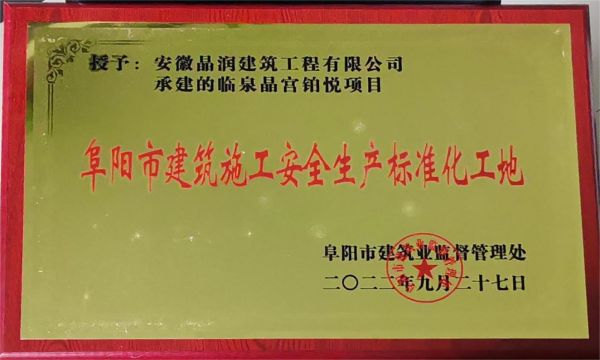 授予：安徽晶润建筑工程有限公司
承建的临泉晶宫铂悦项目
阜阳市建筑施工安全生产标准化工地
阜阳市建筑业监督管理处
二〇二二年九月二十七日